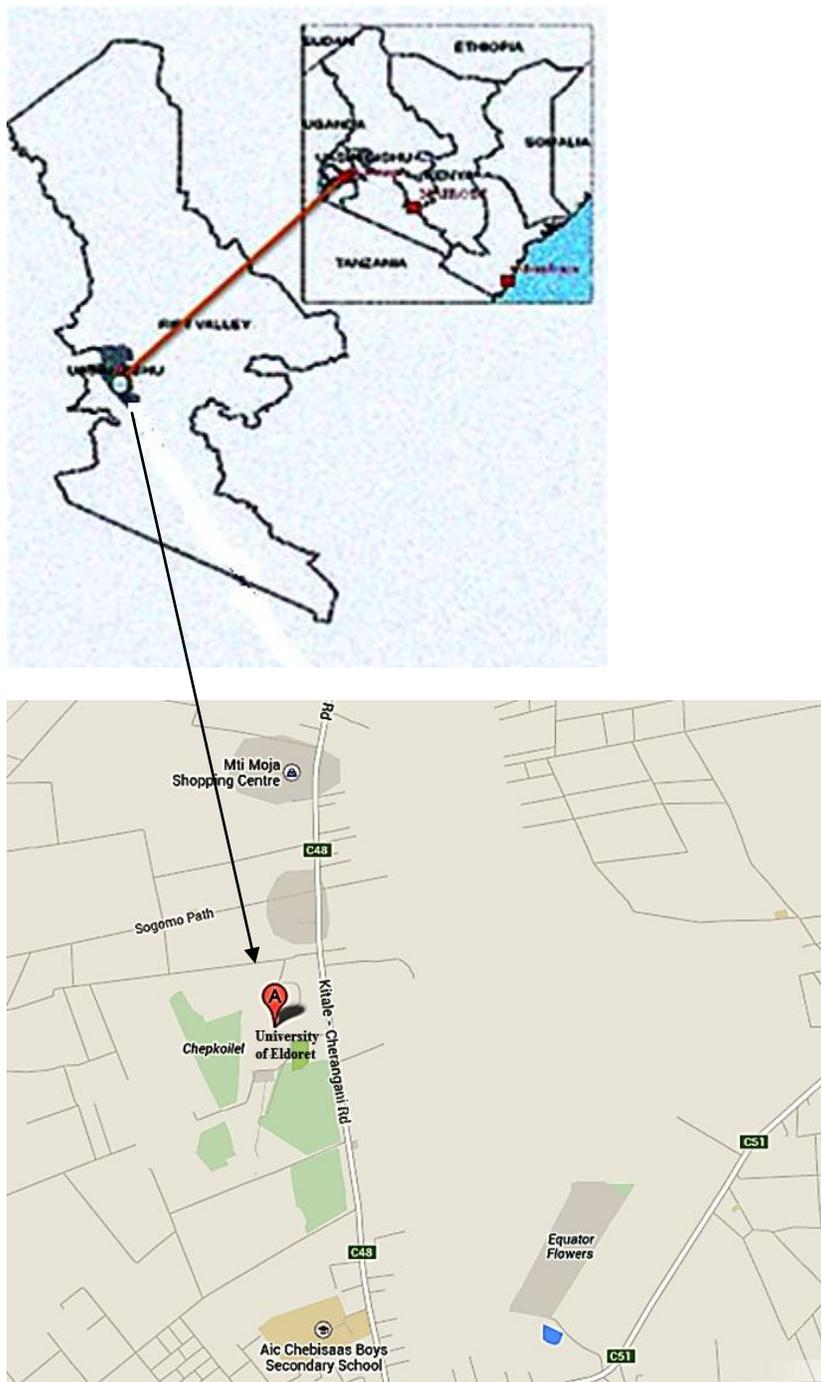 SUDAN
ETHIOPIA
UGANDA
SOMALIA
KENYA
NAIROBI
TANZANIA
RIFT VALLEY
Rd
Mti Moja
Shopping Centre
C48
Sogomo Path
A
Kitale - Cherangani Rd
University
of Eldoret
Chepkoilel
C51
Equator
Flowers
C48
Aic Chebisaas Boys
Secondary School
C51